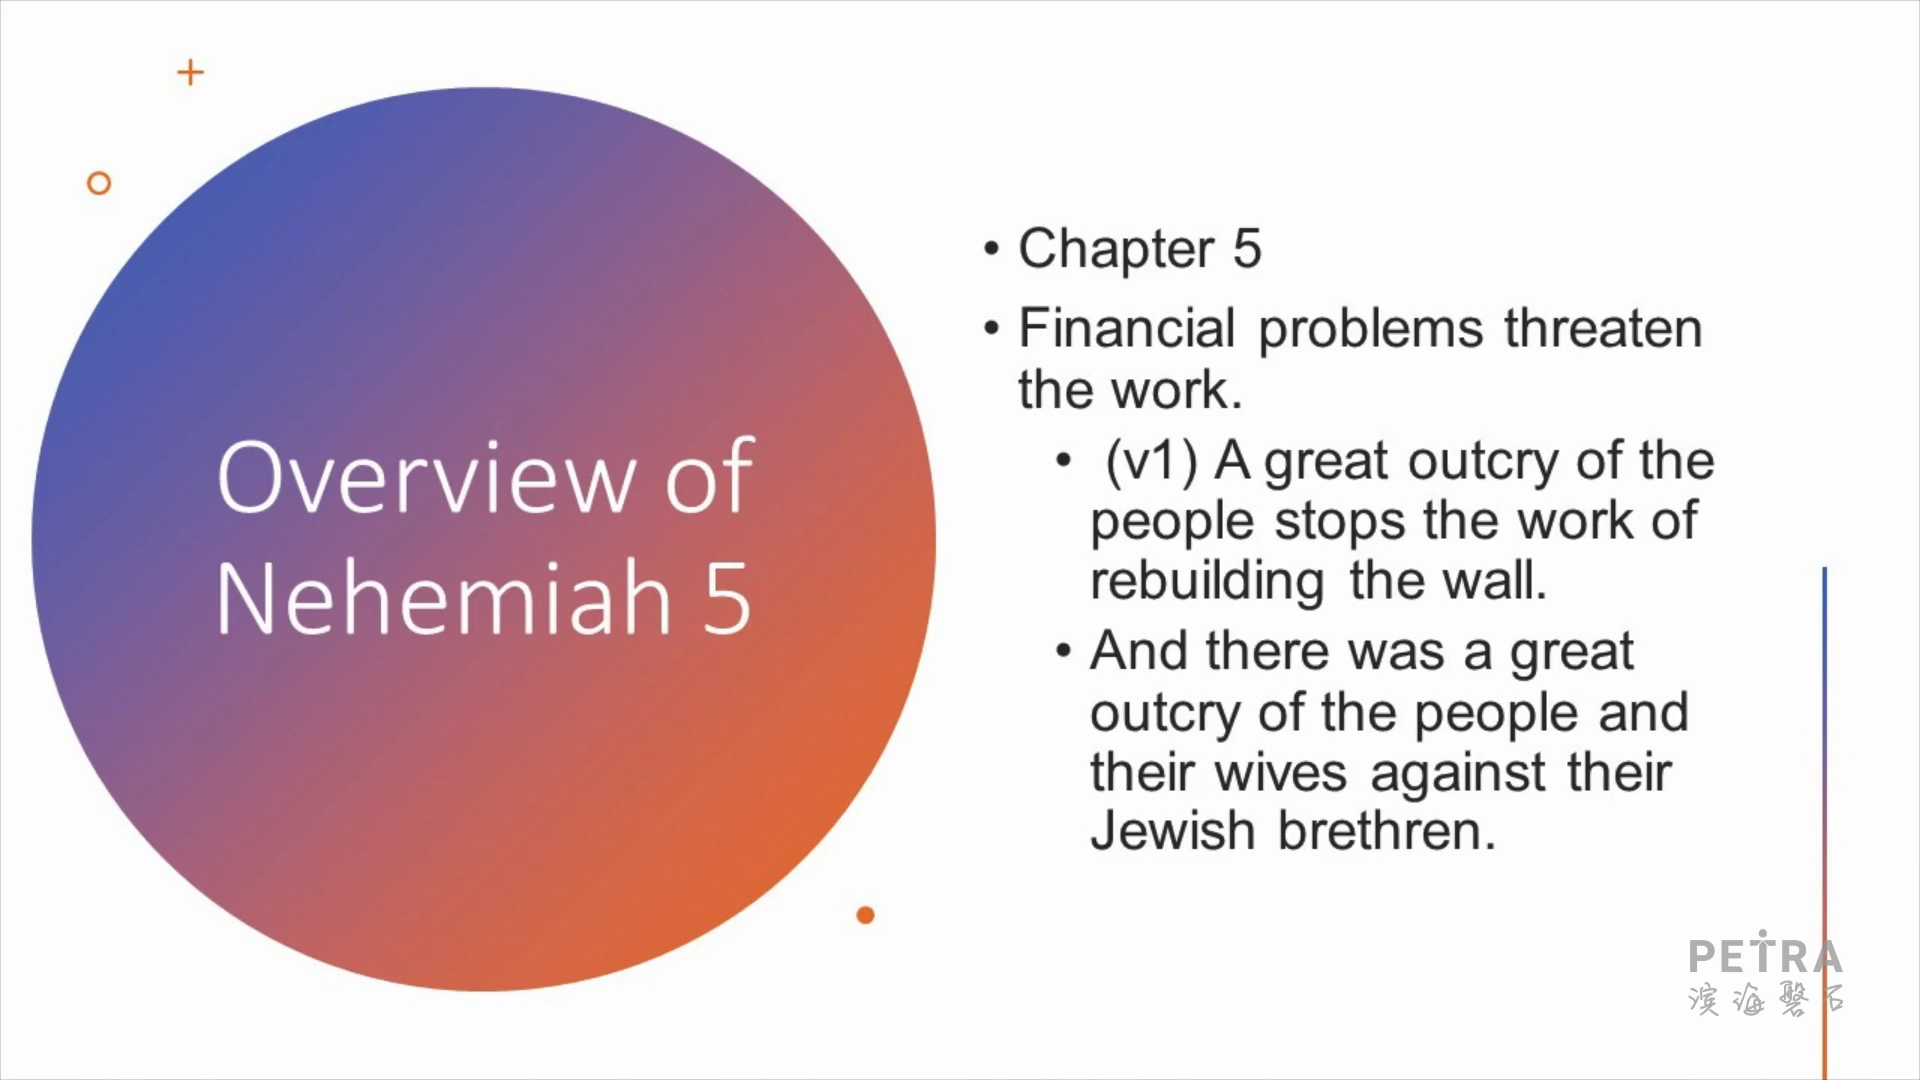 Overview of
Nehemiah 5
• Chapter 5
• Financial problems threaten
the work.
• (v1) A great outcry of the
people stops the work of
rebuilding the wall.
• And there was a great
outcry of the people and
their wives against their
Jewish brethren.
PETRA
滨海磐石